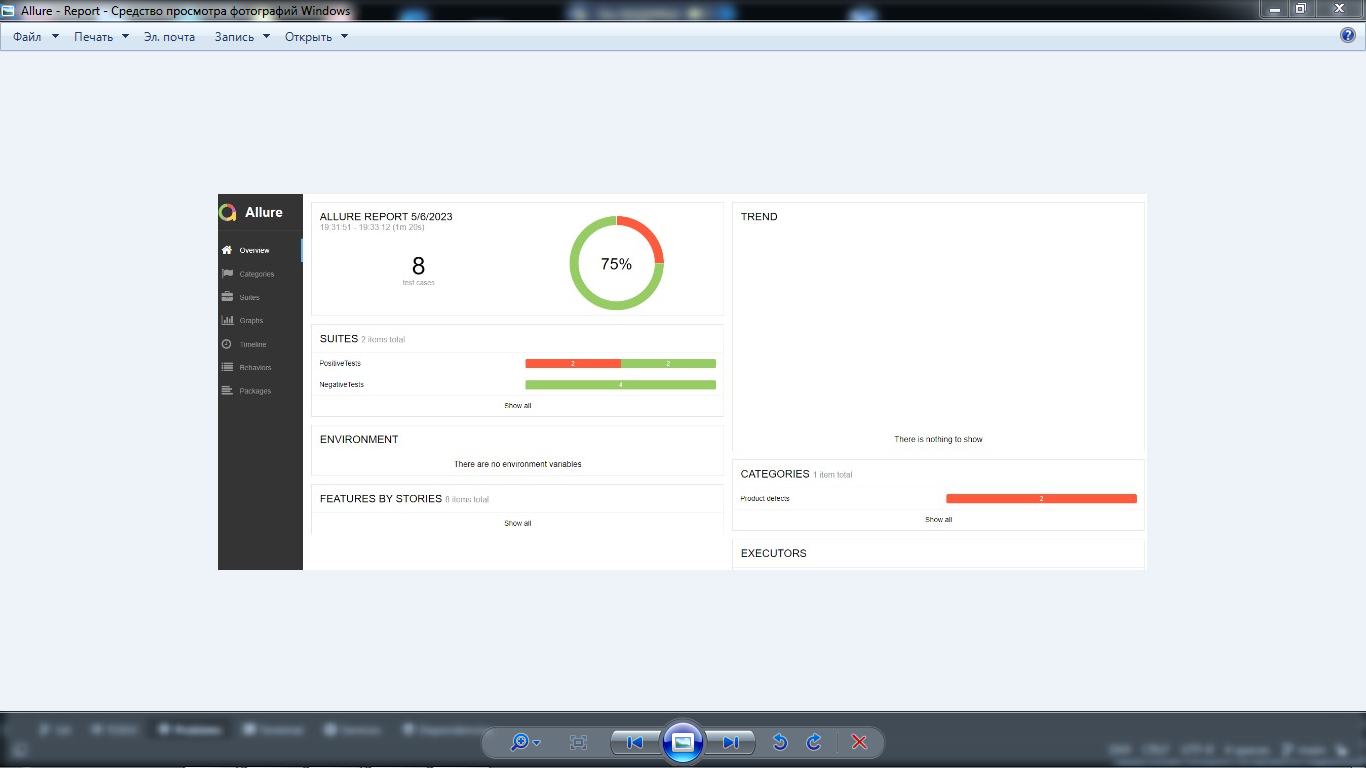 Allure - Report - Средство просмотра фотографий Windows
Файл Печать Эл. почта Запись Открыть
Allure
Overview
Categories
Suites
Graphs
Timeline
Behaviors
Packages
ALLURE REPORT 5/6/2023
19:31:51 - 19:33:12 (1m 20s)
8
test cases
75%
SUITES 2 items total
PositiveTests 2 2
NegativeTests 4
Show all
ENVIRONMENT
There are no environment variables
FEATURES BY STORIES 8 items total
Show all
TREND
There is nothing to show
CATEGORIES 1 item total
Product defects 2
Show all
EXECUTORS